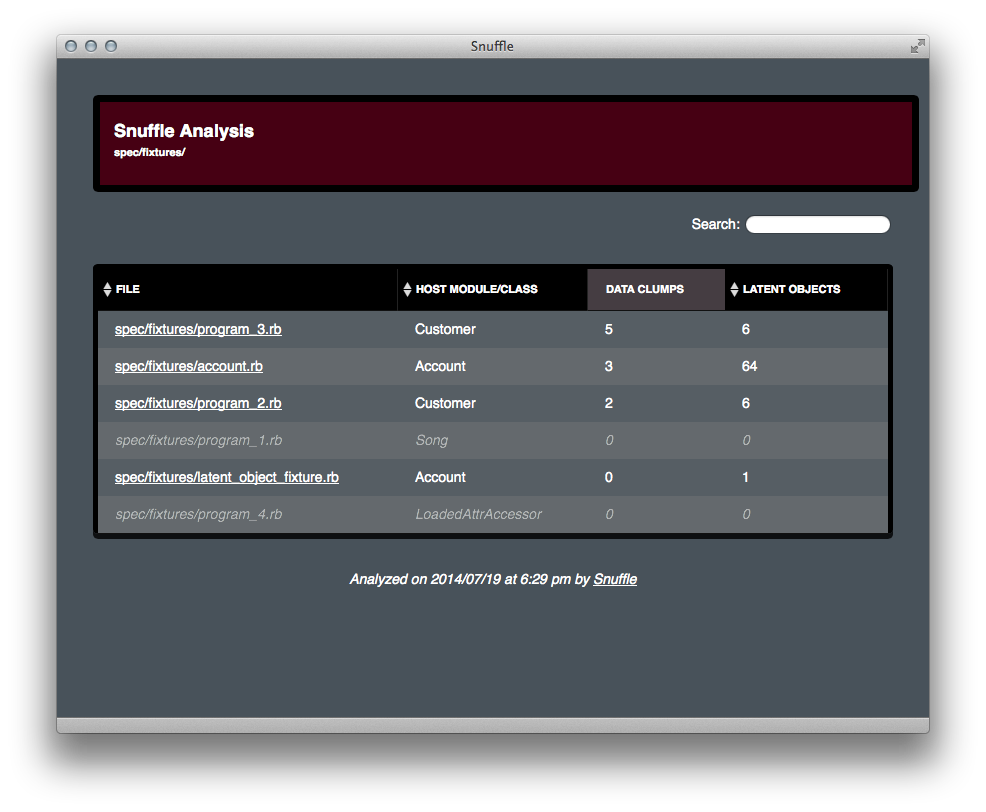 Snuffle
Snuffle Analysis
spec/fixtures/
Search:
FILE HOST MODULE/CLASS DATA CLUMPS LATENT OBJECTS
spec/fixtures/program_3.rb Customer 5 6
spec/fixtures/account.rb Account 3 64
spec/fixtures/program_2.rb Customer 2 6
spec/fixtures/program_1.rb Song 0 0
spec/fixtures/latent_object_fixture.rb Account 0 1
spec/fixtures/program_4.rb LoadedAttrAccessor 0 0
Analyzed on 2014/07/19 at 6:29 pm by Snuffle